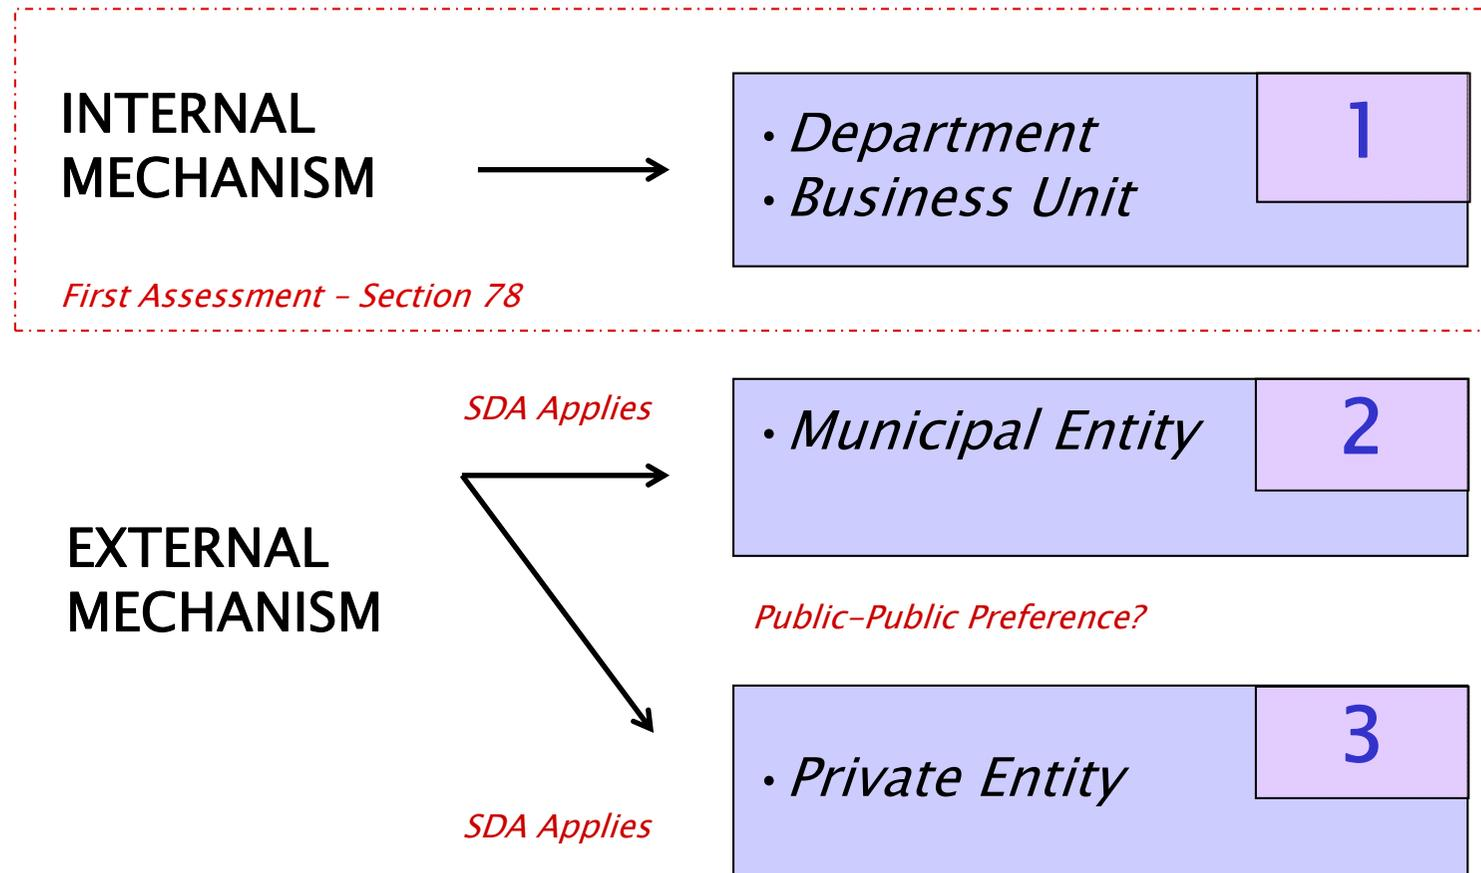 INTERNAL
MECHANISM
• Department
• Business Unit
1
First Assessment – Section 78
SDA Applies
• Municipal Entity
2
EXTERNAL
MECHANISM
Public–Public Preference?
• Private Entity
3
SDA Applies